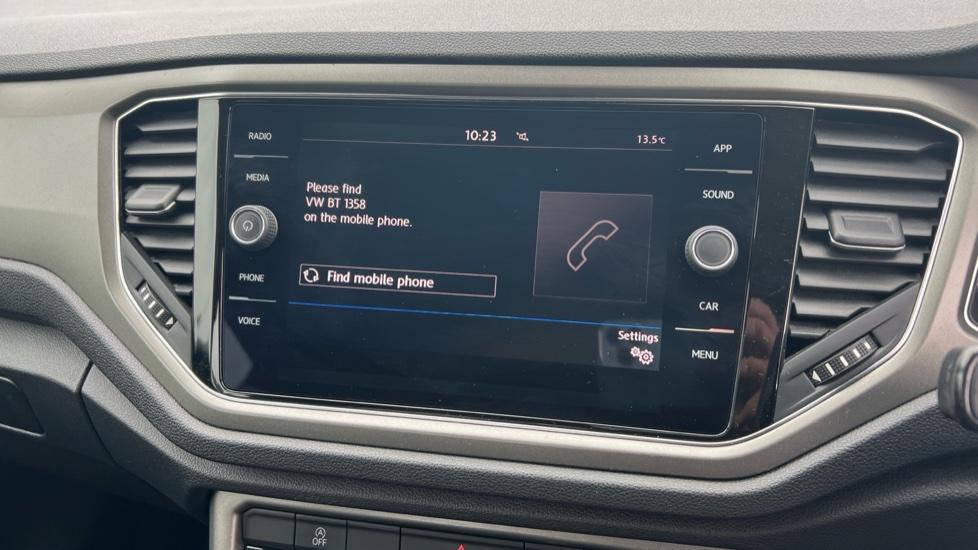 RADIO
MEDIA
PHONE
VOICE
10:23
13.5°C
Please find
VW BT 1358
on the mobile phone.
Find mobile phone
Settings
APP
SOUND
CAR
MENU
A
OFF